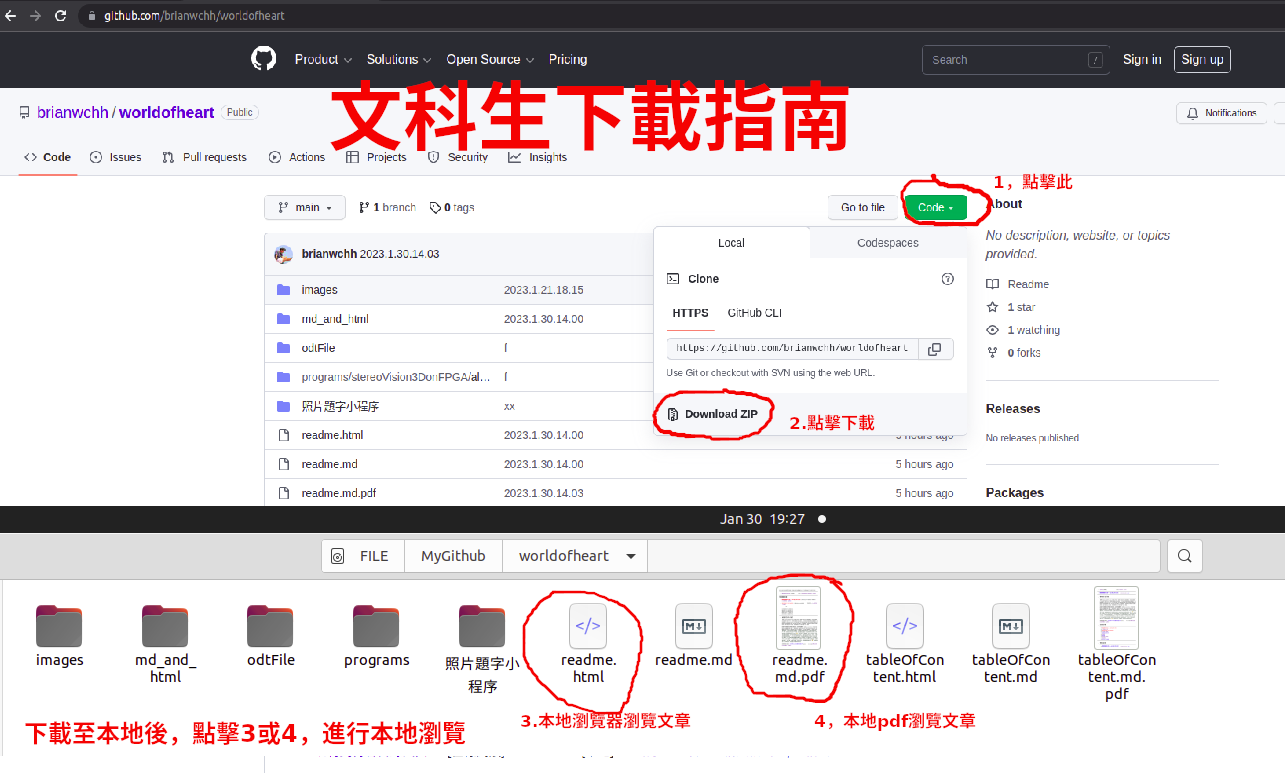 github.com/brianwchh/worldofheart
Product Solutions Open Source Pricing Search / Sign in Sign up
文科生下載指南
brianwchh / worldofheart Public Notifications
Code Issues Pull requests Actions Projects Security Insights
1，點擊此
main 1 branch 0 tags Go to file Code
About
No description, website, or topics
provided.
Readme
1 star
1 watching
0 forks
Releases
No releases published
Packages
brianwchh 2023.1.30.14.03
images 2023.1.21.18.15
md_and_html 2023.1.30.14.00
odtFile f
programs/stereoVision3DonFPGA/al... f
照片題字小程序 xx
readme.html 2023.1.30.14.00 5 hours ago
readme.md 2023.1.30.14.00 5 hours ago
readme.md.pdf 2023.1.30.14.03 5 hours ago
Local Codespaces
Clone ?
HTTPS GitHub CLI
https://github.com/brianwchh/worldofheart
Use Git or checkout with SVN using the web URL.
Download ZIP
2.點擊下載
Jan 30 19:27
FILE MyGithub worldofheart
images
md_and_
html
odtFile
programs
照片題字小
程序
readme.
html
readme.md
readme.
md.pdf
tableOfCon
tent.html
tableOfCon
tent.md
tableOfCon
tent.md.
pdf
3.本地瀏覽器瀏覽文章
4，本地pdf瀏覽文章
下載至本地後，點擊3或4，進行本地瀏覽